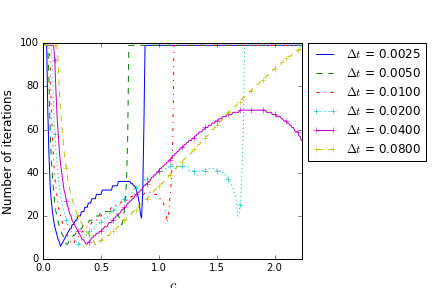 Number of iterations
100
80
60
40
20
0
0.0 0.5 1.0 1.5 2.0
c
Δt = 0.0025
Δt = 0.0050
Δt = 0.0100
Δt = 0.0200
Δt = 0.0400
Δt = 0.0800